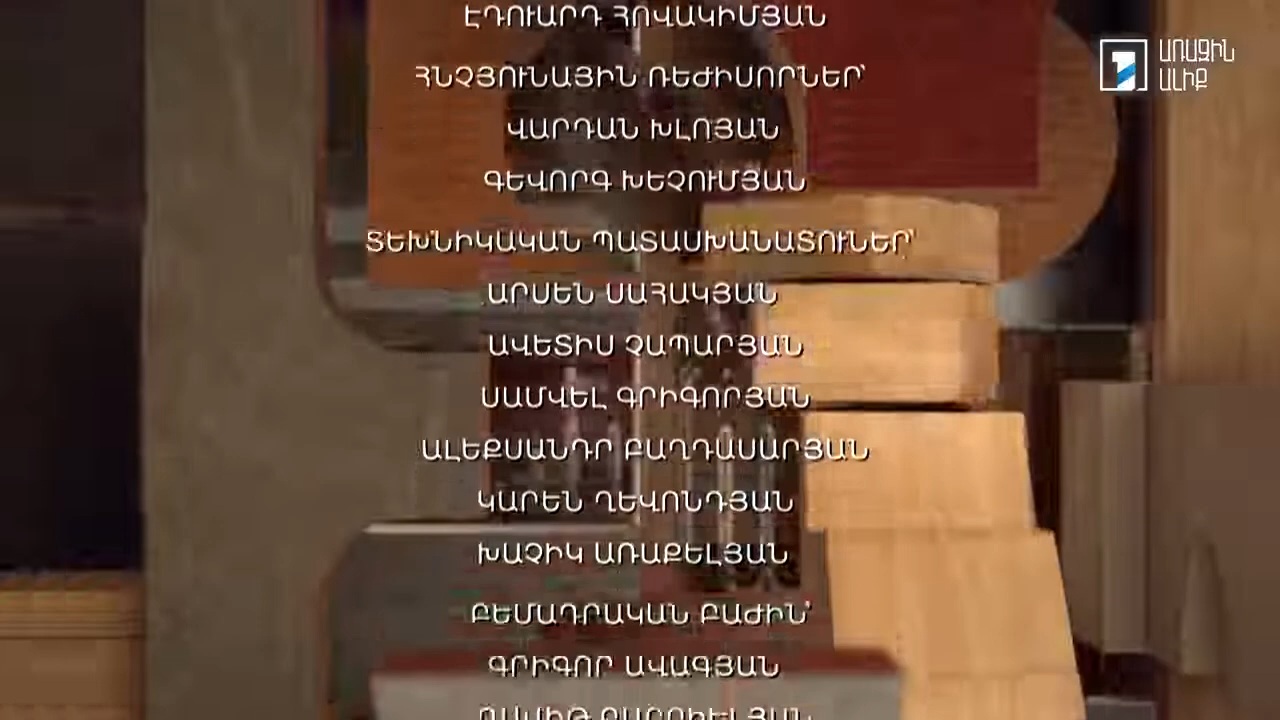 ԷԴՈՒԱՐԴ ՀՈՎԱԿԻՄՅԱՆ
ՀՆՉՅՈՒՆԱՅԻՆ ՌԵԺԻՍՈՐՆԵՐ՝
ՎԱՐԴԱՆ ԽԼՈՅԱՆ
ԳԵՎՈՐԳ ԽԵՉՈՒՄՅԱՆ
ՏԵԽՆԻԿԱԿԱՆ ՊԱՏԱՍԽԱՆԱՏՈՒՆԵՐ՝
ԱՐՍԵՆ ՍԱՀԱԿՅԱՆ
ԱՎԵՏԻՍ ՉԱՊԱՐՅԱՆ
ՍԱՄՎԵԼ ԳՐԻԳՈՐՅԱՆ
ԱԼԵՔՍԱՆԴՐ ԲԱՂԴԱՍԱՐՅԱՆ
ԿԱՐԵՆ ՂԵՎՈՆԴՅԱՆ
ԽԱՉԻԿ ԱՌԱՔԵԼՅԱՆ
ԲԵՄԱԴՐԱԿԱՆ ԲԱԺԻՆ՝
ԳՐԻԳՈՐ ԱՎԱԳՅԱՆ
ԱՌԱՋԻՆ
ԱԼԻՔ